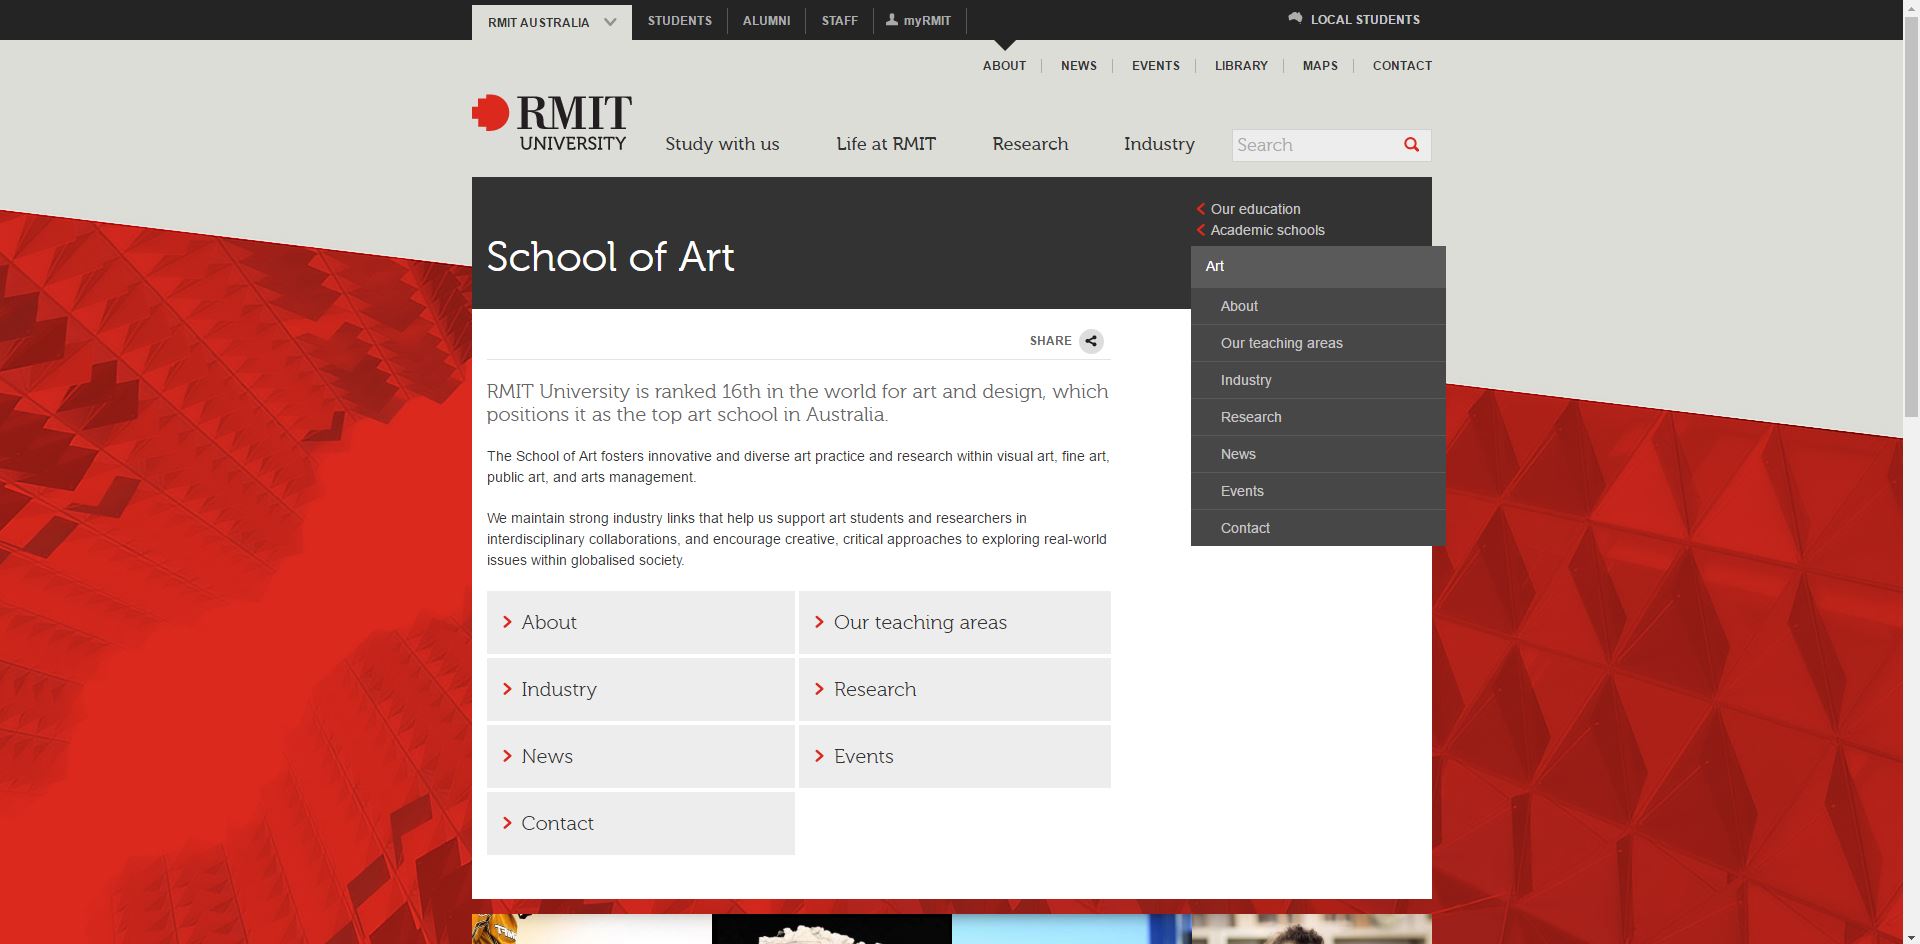 RMIT AUSTRALIA
STUDENTS
ALUMNI
STAFF
myRMIT
LOCAL STUDENTS
ABOUT
NEWS
EVENTS
LIBRARY
MAPS
CONTACT
RMIT
UNIVERSITY
Study with us
Life at RMIT
Research
Industry
Search
School of Art
Our education
Academic schools
Art
About
Our teaching areas
Industry
Research
News
Events
Contact
SHARE
RMIT University is ranked 16th in the world for art and design, which
positions it as the top art school in Australia.
The School of Art fosters innovative and diverse art practice and research within visual art, fine art,
public art, and arts management.
We maintain strong industry links that help us support art students and researchers in
interdisciplinary collaborations, and encourage creative, critical approaches to exploring real-world
issues within globalised society.
About
Our teaching areas
Industry
Research
News
Events
Contact